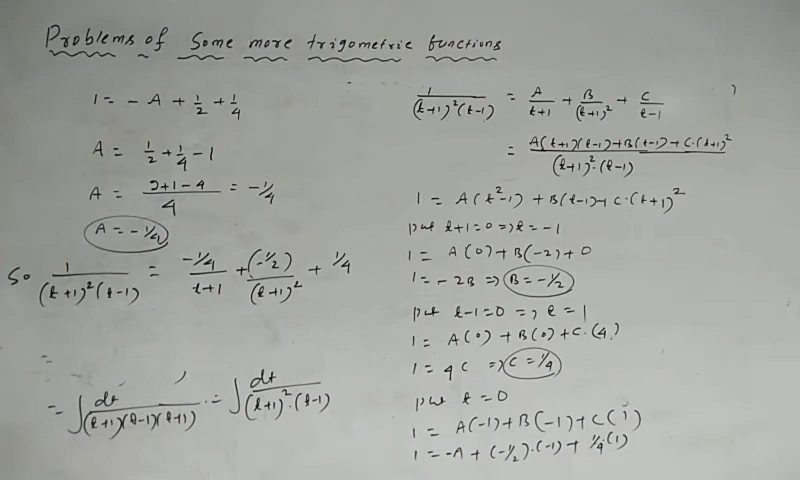 Problems of Some more trigometric functions
1 = - A + 1/2 + 1/4
A = 1/2 + 1/4 - 1
A = (2+1-4)/4 = -1/4
A = -1/4
So 1/((t+1)²(t-1)) = (-1/4)/(t+1) + (-1/2)/(t+1)² + 1/4
=
= ∫ dt/((t+1)(t-1)(t+1)) = ∫ dt/((t+1)².(t-1))
1/((t+1)²(t-1)) = A/(t+1) + B/(t+1)² + C/(t-1)
= (A(t+1)(t-1)+B(t-1)+C.(t+1)²)/((t+1)².(t-1))
1 = A(t²-1) + B(t-1)+C.(t+1)²
put t+1=0 => t = -1
1 = A(0)+B(-2)+0
1 = -2B => B = -1/2
put t-1=0 => t = 1
1 = A(0) + B(0)+C.(4)
1 = 4C => C = 1/4
put t = 0
1 = A(-1)+B(-1)+C(1)
1 = -A + (-1/2).(-1)+ 1/4.(1)